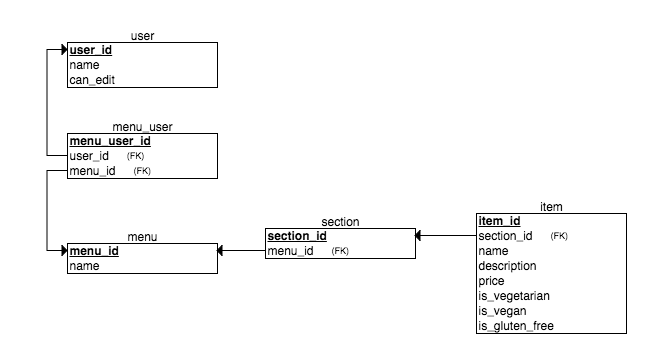 user
user_id
name
can_edit
menu_user
menu_user_id
user_id (FK)
menu_id (FK)
menu
menu_id
name
section
section_id
menu_id (FK)
item
item_id
section_id (FK)
name
description
price
is_vegetarian
is_vegan
is_gluten_free